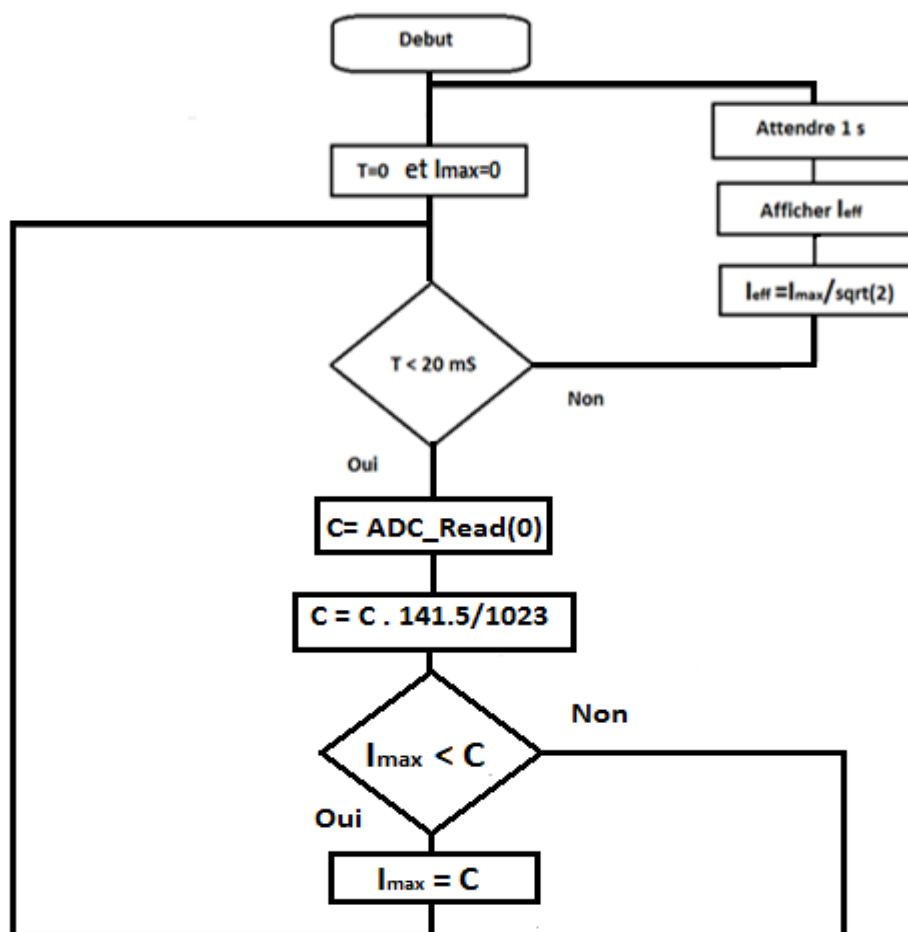 Debut
Attendre 1 s
T=0 et Imax=0
Afficher Ieff
Ieff =Imax/sqrt(2)
T < 20 mS
Non
Oui
C= ADC_Read(0)
C = C . 141.5/1023
Non
Imax < C
Oui
Imax = C